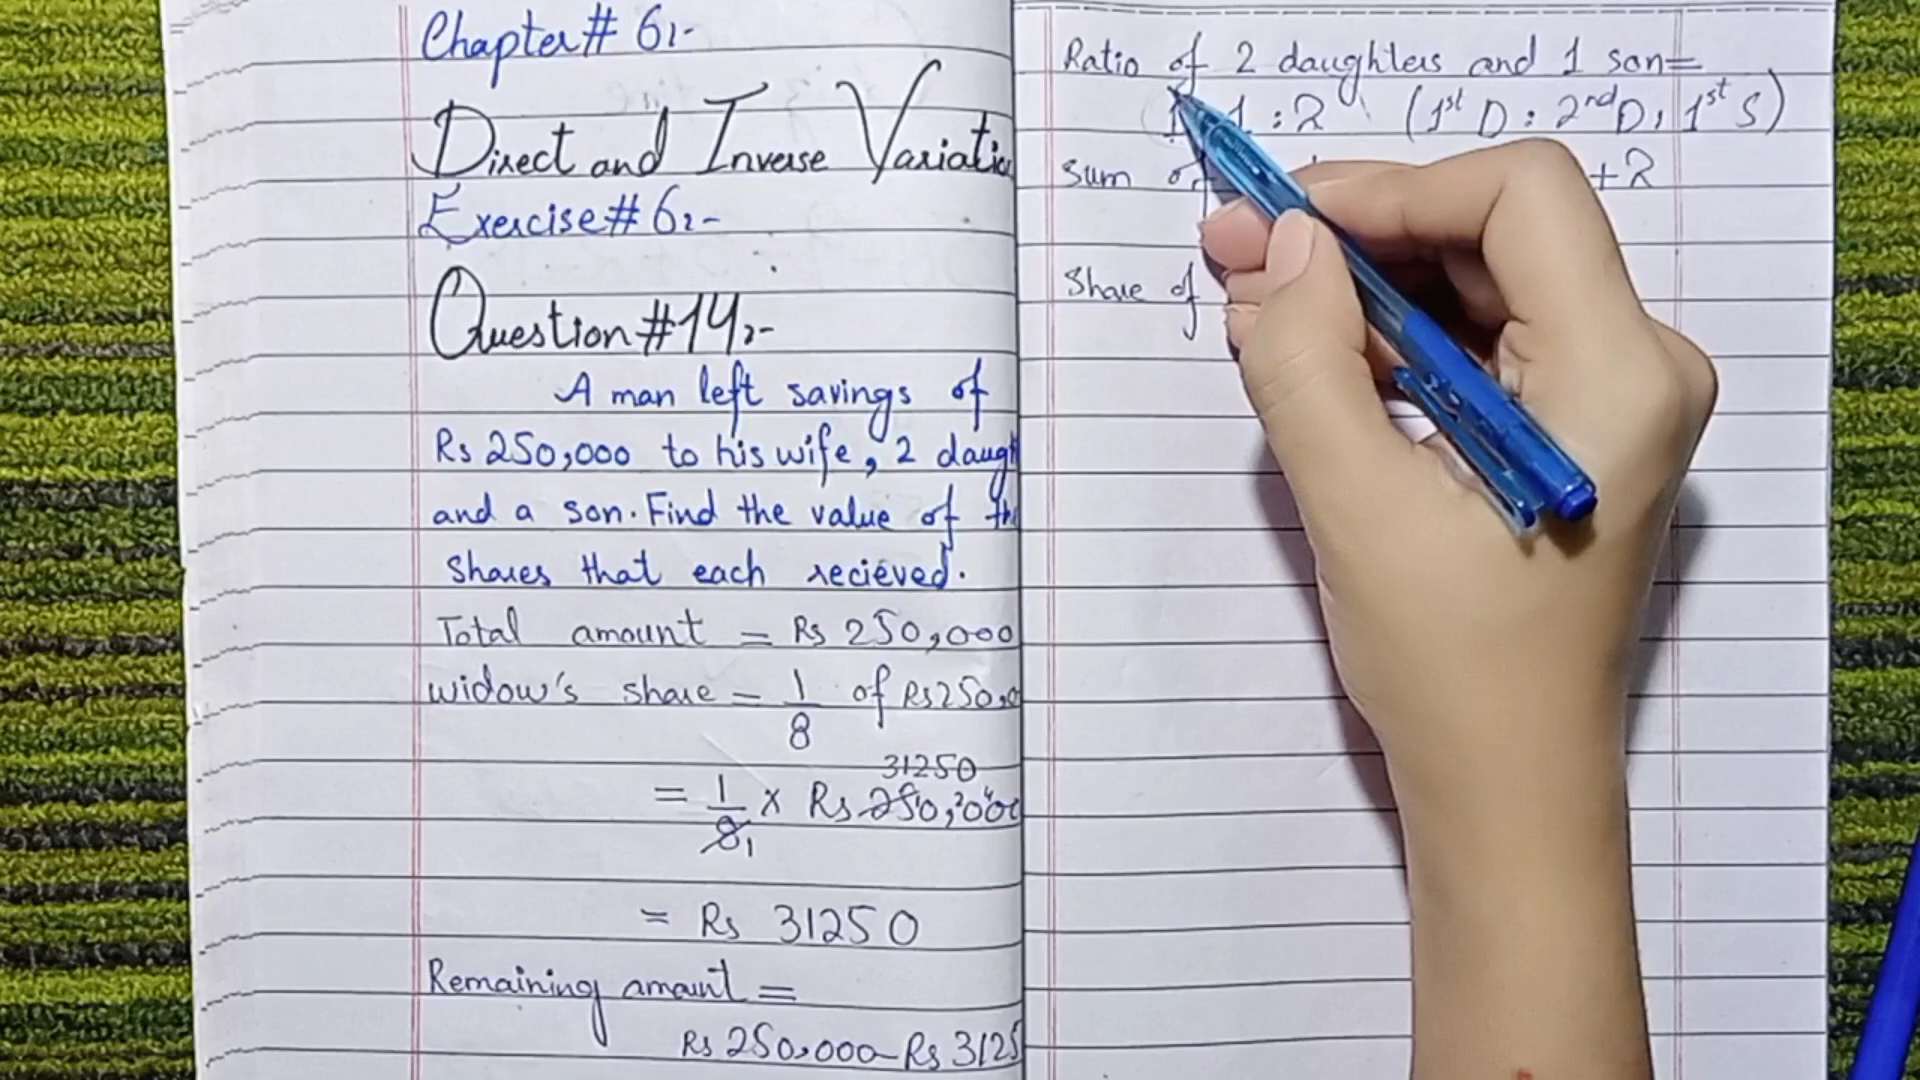 Chapter# 6:-
Direct and Inverse Variatio
Exercise# 6:-
Question #14:-
A man left savings of
Rs 250,000 to his wife, 2 daugh
and a son. Find the value of th
shares that each recieved.
Total amount = Rs 250,000
widow's share = 1/8 of Rs 250,0
31250
= 1/8 1 x Rs 250,000
= Rs 31250
Remaining amount =
Rs 250,000 - Rs 3125
Ratio of 2 daughters and 1 son=
1 : 2 (1st D : 2nd D : 1st S)
Sum of +2
Share of